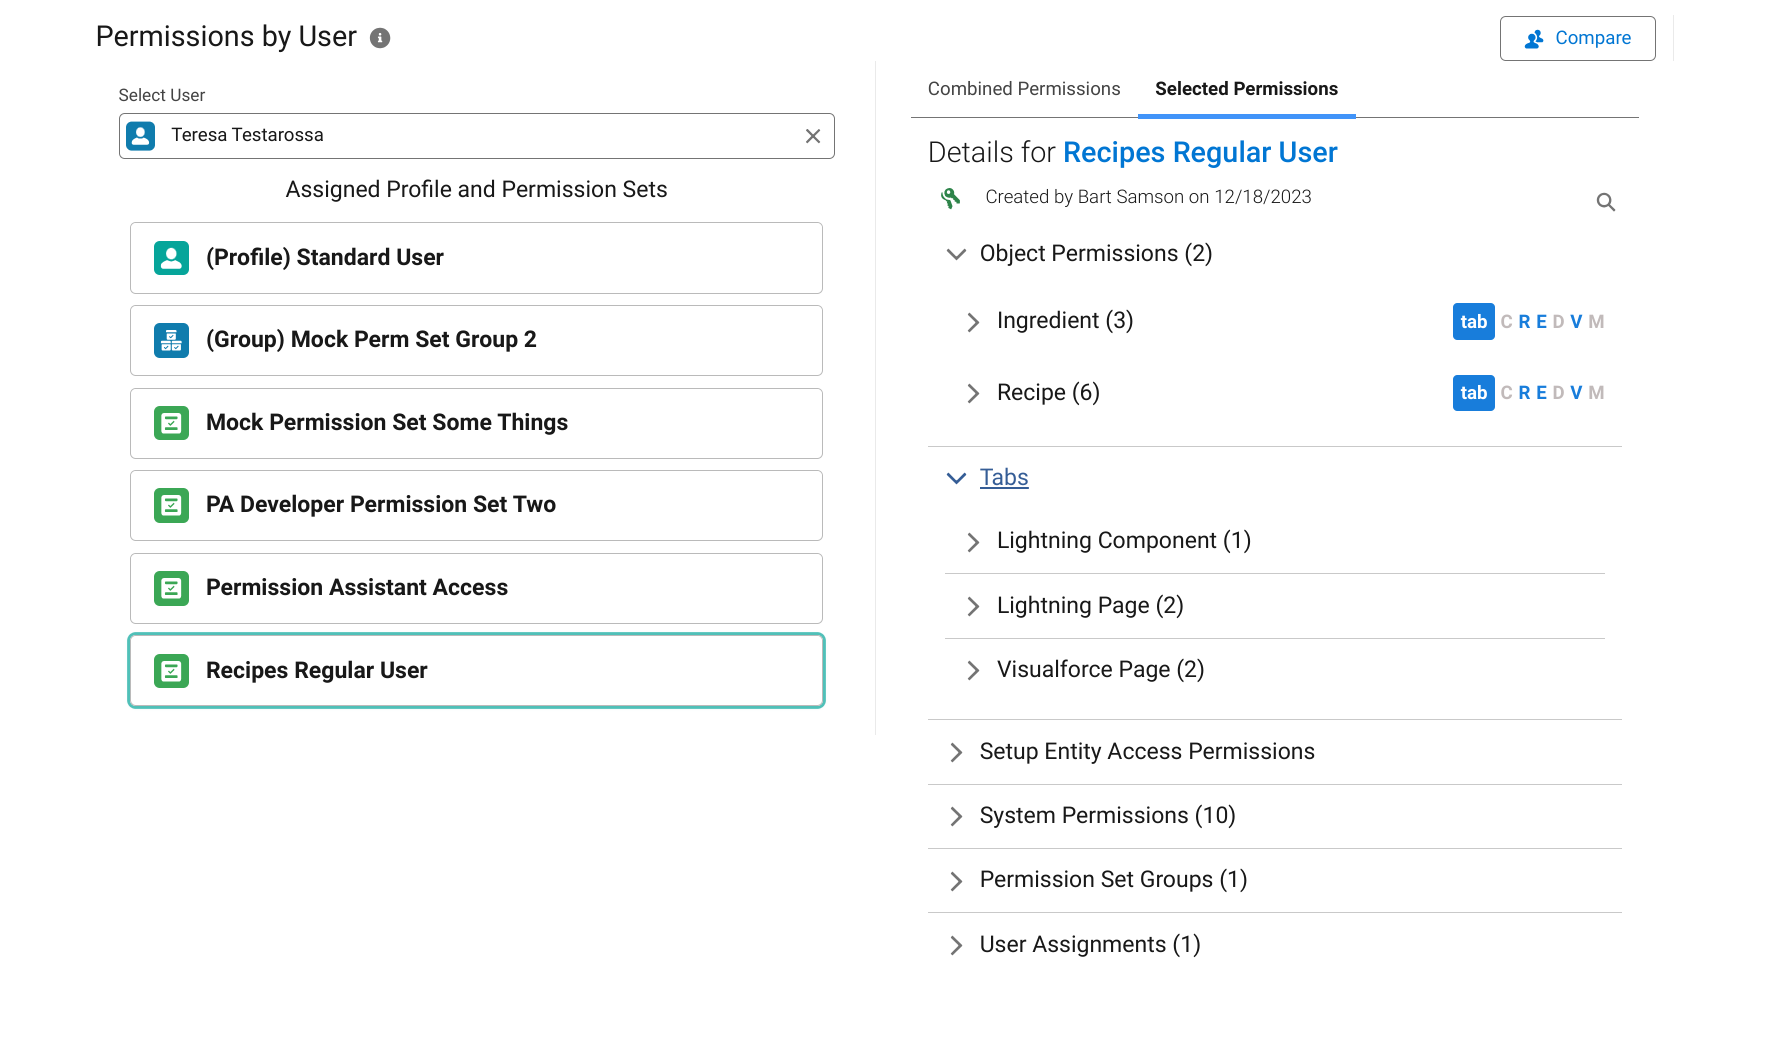 Permissions by User
Compare
Select User
Teresa Testarossa
Assigned Profile and Permission Sets
(Profile) Standard User
(Group) Mock Perm Set Group 2
Mock Permission Set Some Things
PA Developer Permission Set Two
Permission Assistant Access
Recipes Regular User
Combined Permissions
Selected Permissions
Details for Recipes Regular User
Created by Bart Samson on 12/18/2023
Object Permissions (2)
Ingredient (3)
tab C R E D V M
Recipe (6)
tab C R E D V M
Tabs
Lightning Component (1)
Lightning Page (2)
Visualforce Page (2)
Setup Entity Access Permissions
System Permissions (10)
Permission Set Groups (1)
User Assignments (1)